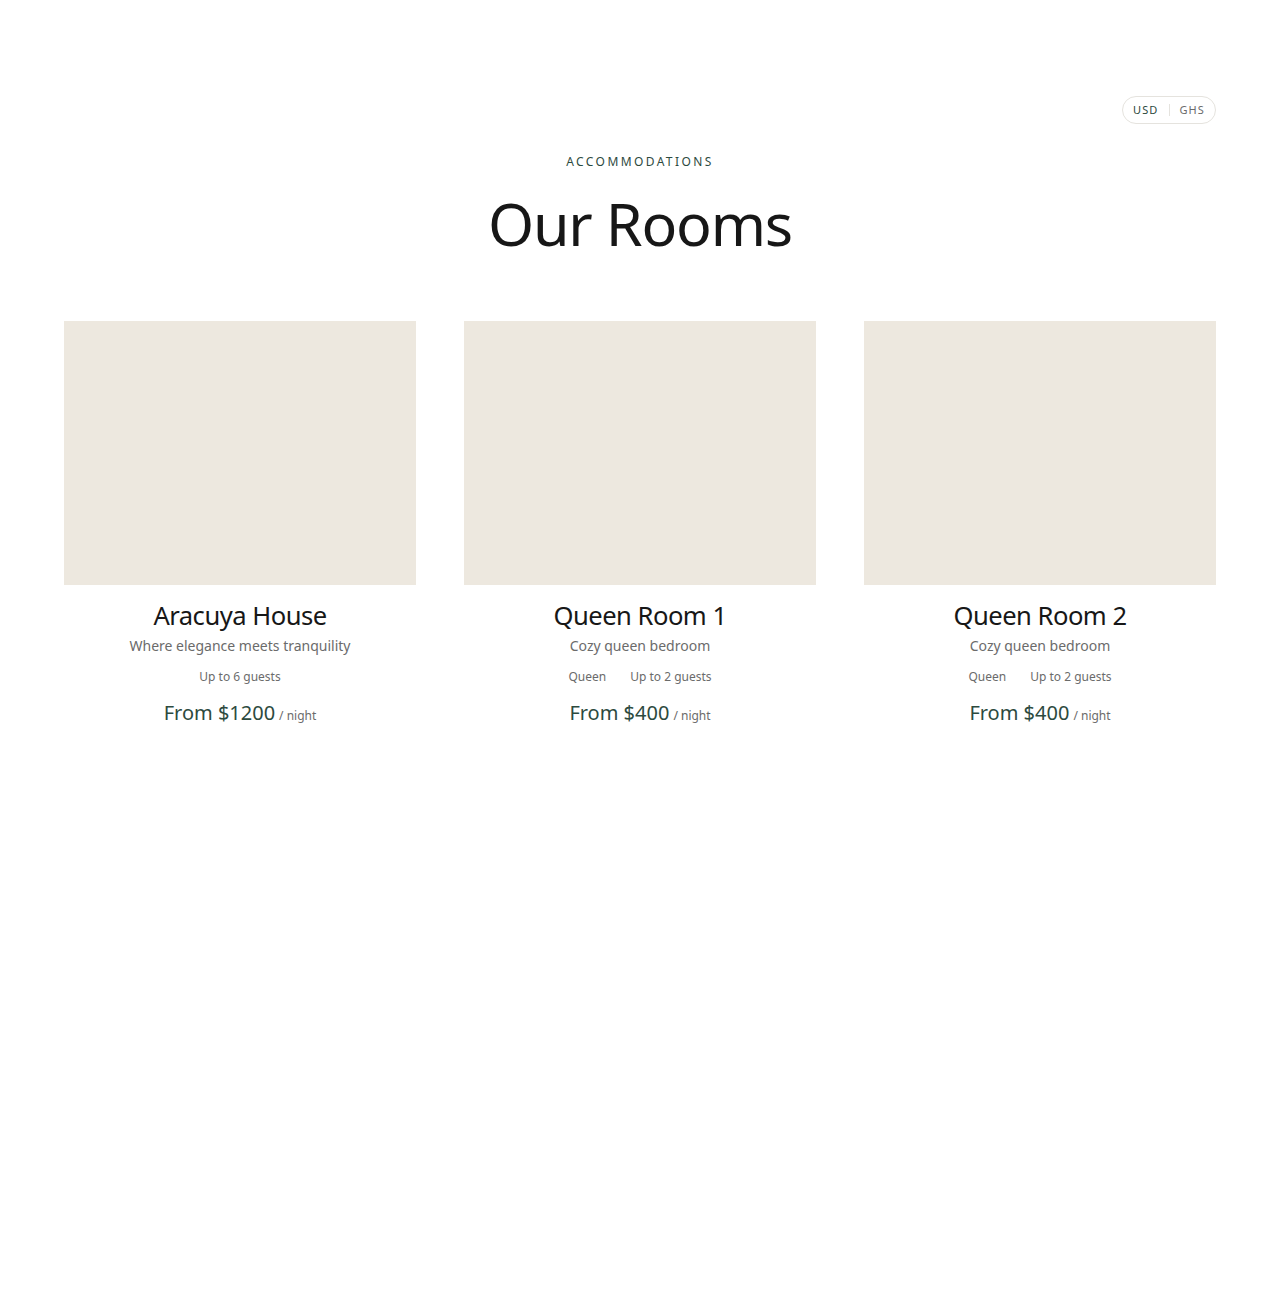 USD GHS
ACCOMMODATIONS
Our Rooms
Aracuya House
Where elegance meets tranquility
Up to 6 guests
From $1200 / night
Queen Room 1
Cozy queen bedroom
Queen Up to 2 guests
From $400 / night
Queen Room 2
Cozy queen bedroom
Queen Up to 2 guests
From $400 / night